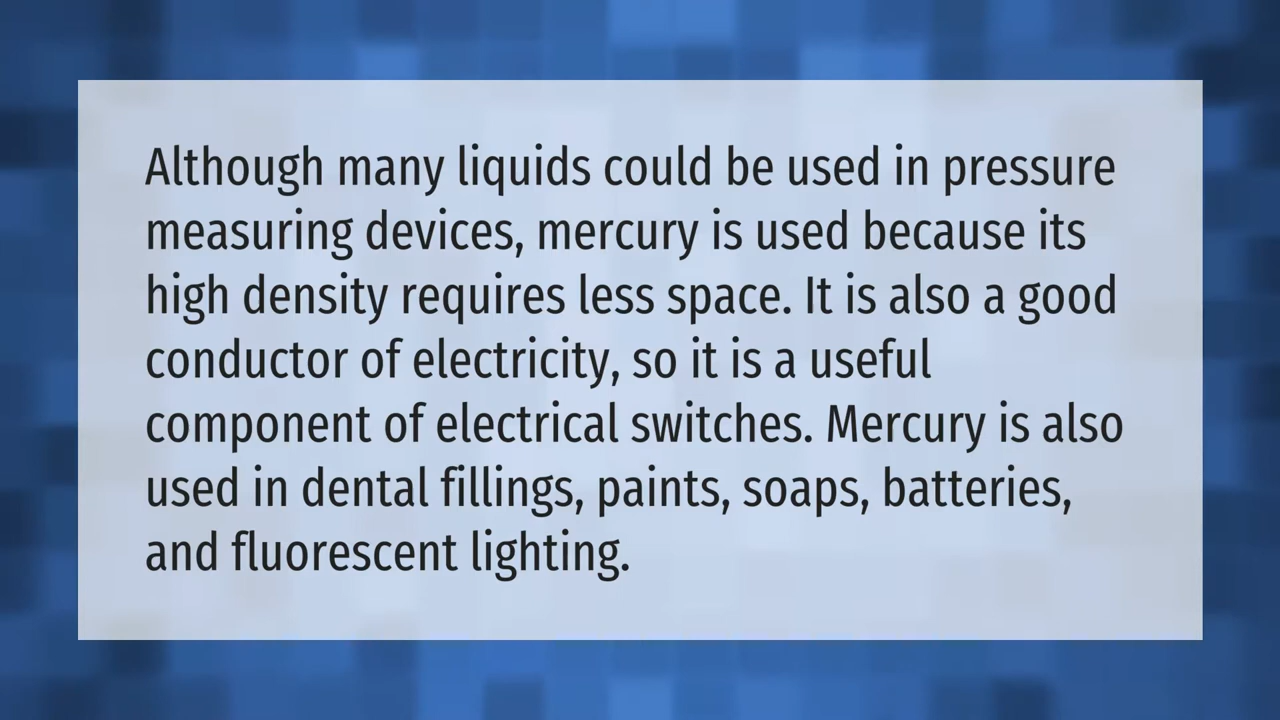 Although many liquids could be used in pressure
measuring devices, mercury is used because its
high density requires less space. It is also a good
conductor of electricity, so it is a useful
component of electrical switches. Mercury is also
used in dental fillings, paints, soaps, batteries,
and fluorescent lighting.